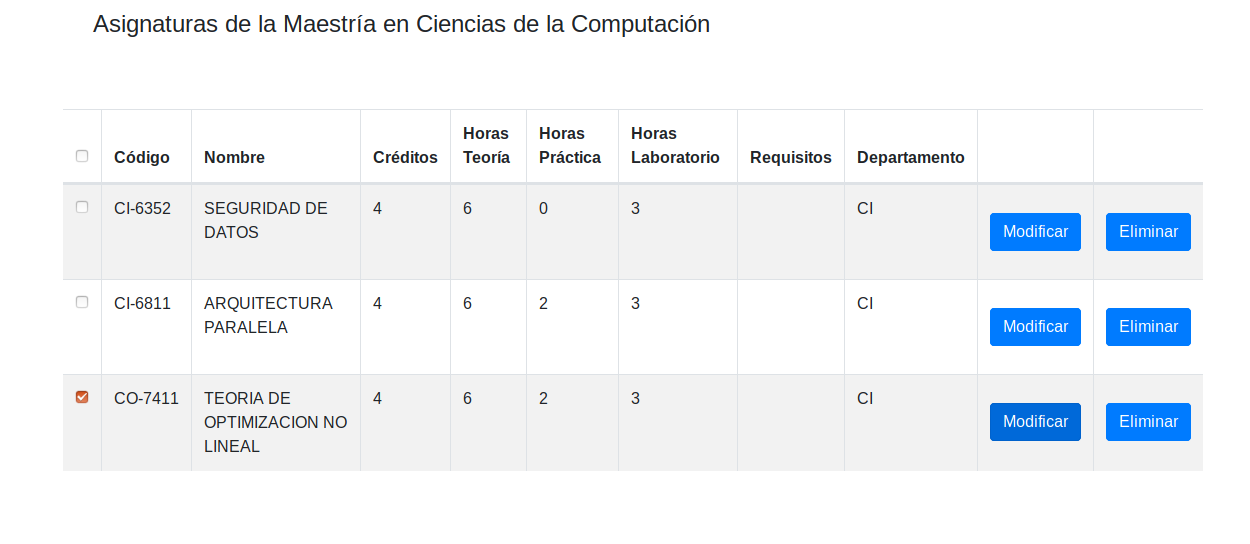 Asignaturas de la Maestría en Ciencias de la Computación
Código Nombre Créditos Horas Teoría Horas Práctica Horas Laboratorio Requisitos Departamento
CI-6352 SEGURIDAD DE 4 6 0 3 CI
DATOS
Modificar Eliminar
CI-6811 ARQUITECTURA 4 6 2 3 CI
PARALELA
Modificar Eliminar
CO-7411 TEORIA DE 4 6 2 3 CI
OPTIMIZACION NO
LINEAL
Modificar Eliminar